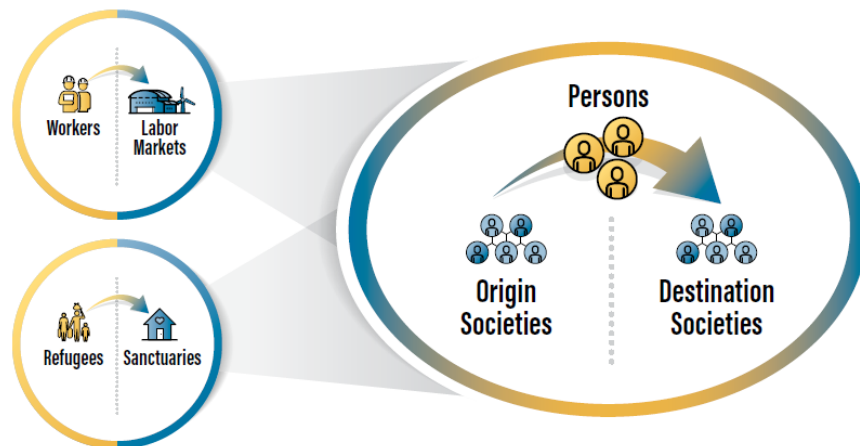 Workers
Labor
Markets
Refugees
Sanctuaries
Persons
Origin
Societies
Destination
Societies